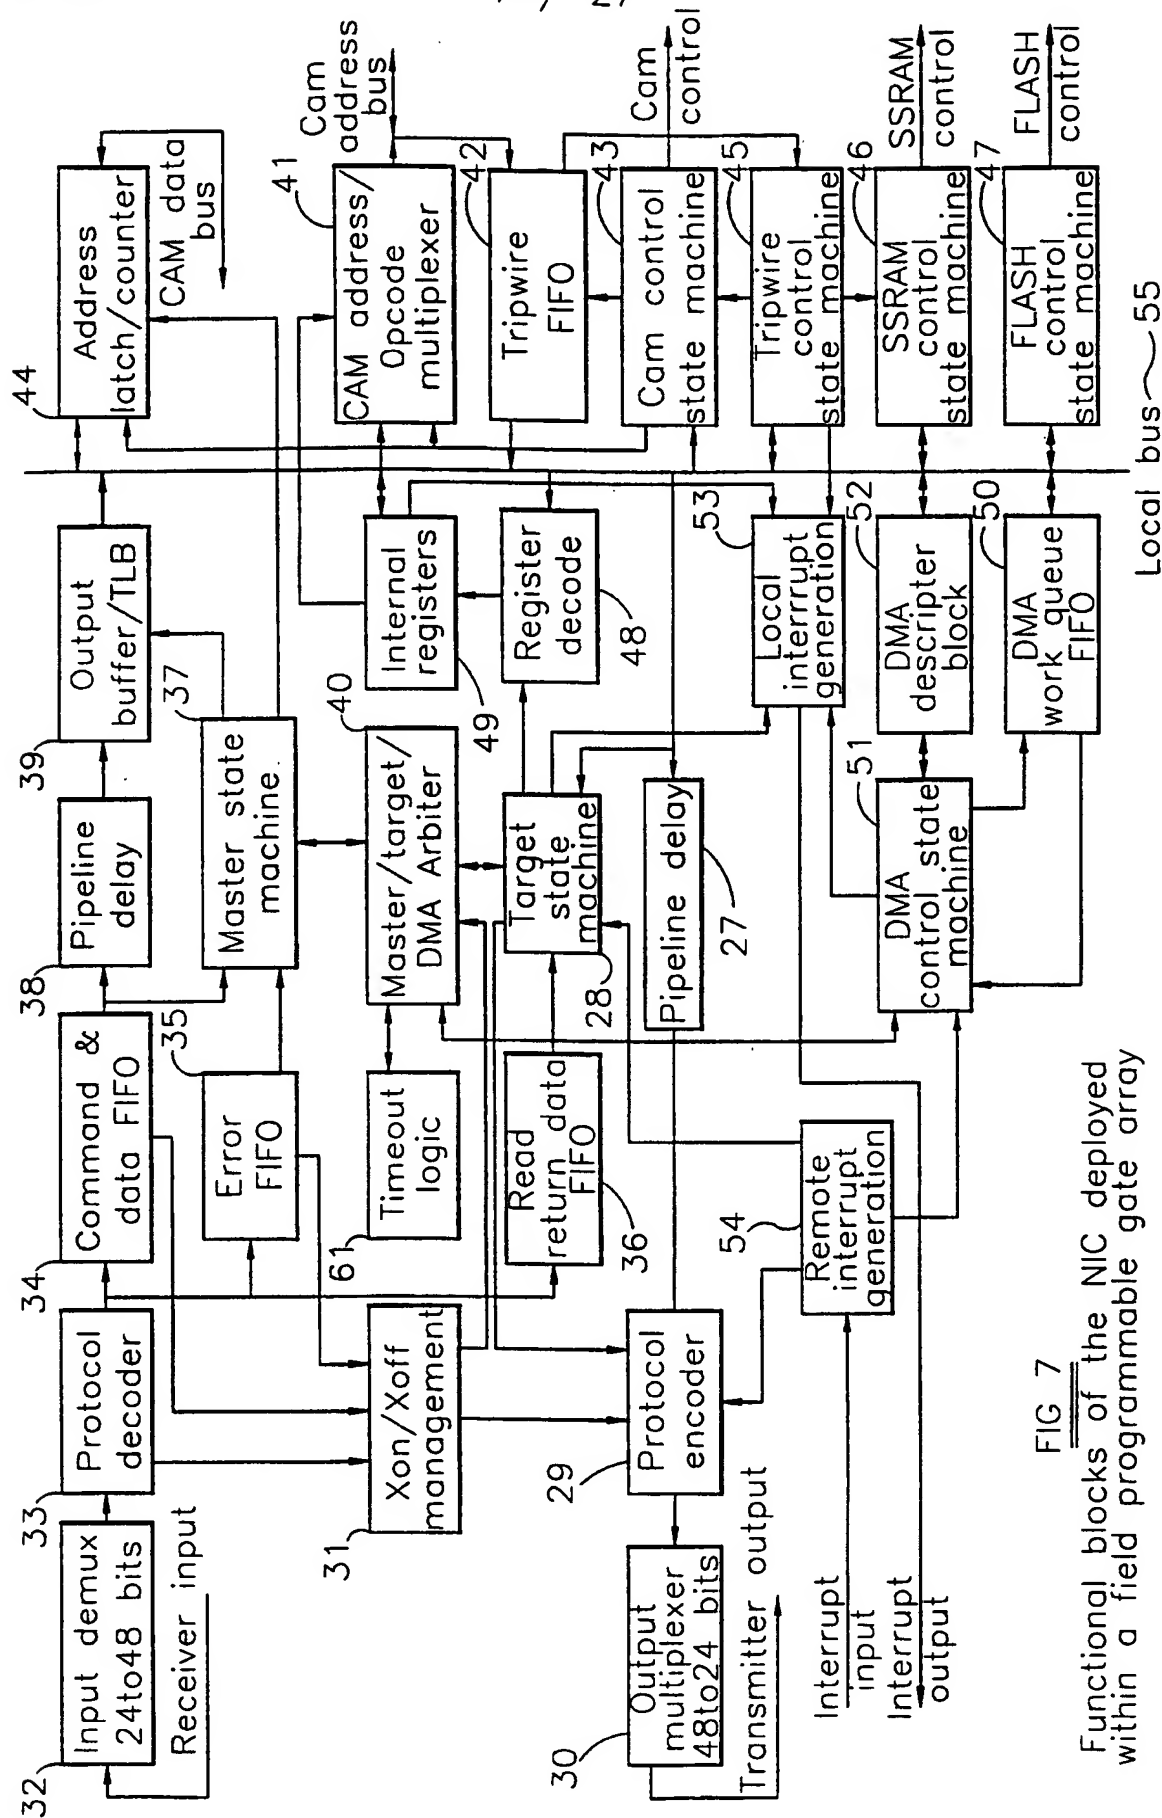 32
Input demux
24to48 bits
Receiver input
33
Protocol
decoder
34
Command &
data FIFO
38
Pipeline
delay
39
Output
buffer/TLB
44
Address
latch/counter
CAM data
bus
35
Error
FIFO
37
Master state
machine
41
CAM address/
Opcode
multiplexer
Cam
address
bus
31
Xon/Xoff
management
61
Timeout
logic
40
Master/target/
DMA Arbiter
49
Internal
registers
42
Tripwire
FIFO
36
Read
return data
FIFO
28
Target
state
machine
48
Register
decode
43
Cam control
state machine
Cam
control
30
Output
multiplexer
48to24 bits
Transmitter output
29
Protocol
encoder
27
Pipeline delay
53
Local
interrupt
generation
45
Tripwire
control
state machine
54
Remote
interrupt
generation
Interrupt
input
Interrupt
output
51
DMA
control state
machine
52
DMA
descripter
block
46
SSRAM
control
state machine
SSRAM
control
50
DMA
work queue
FIFO
47
FLASH
control
state machine
FLASH
control
Local bus 55
FIG 7
Functional blocks of the NIC deployed
within a field programmable gate array